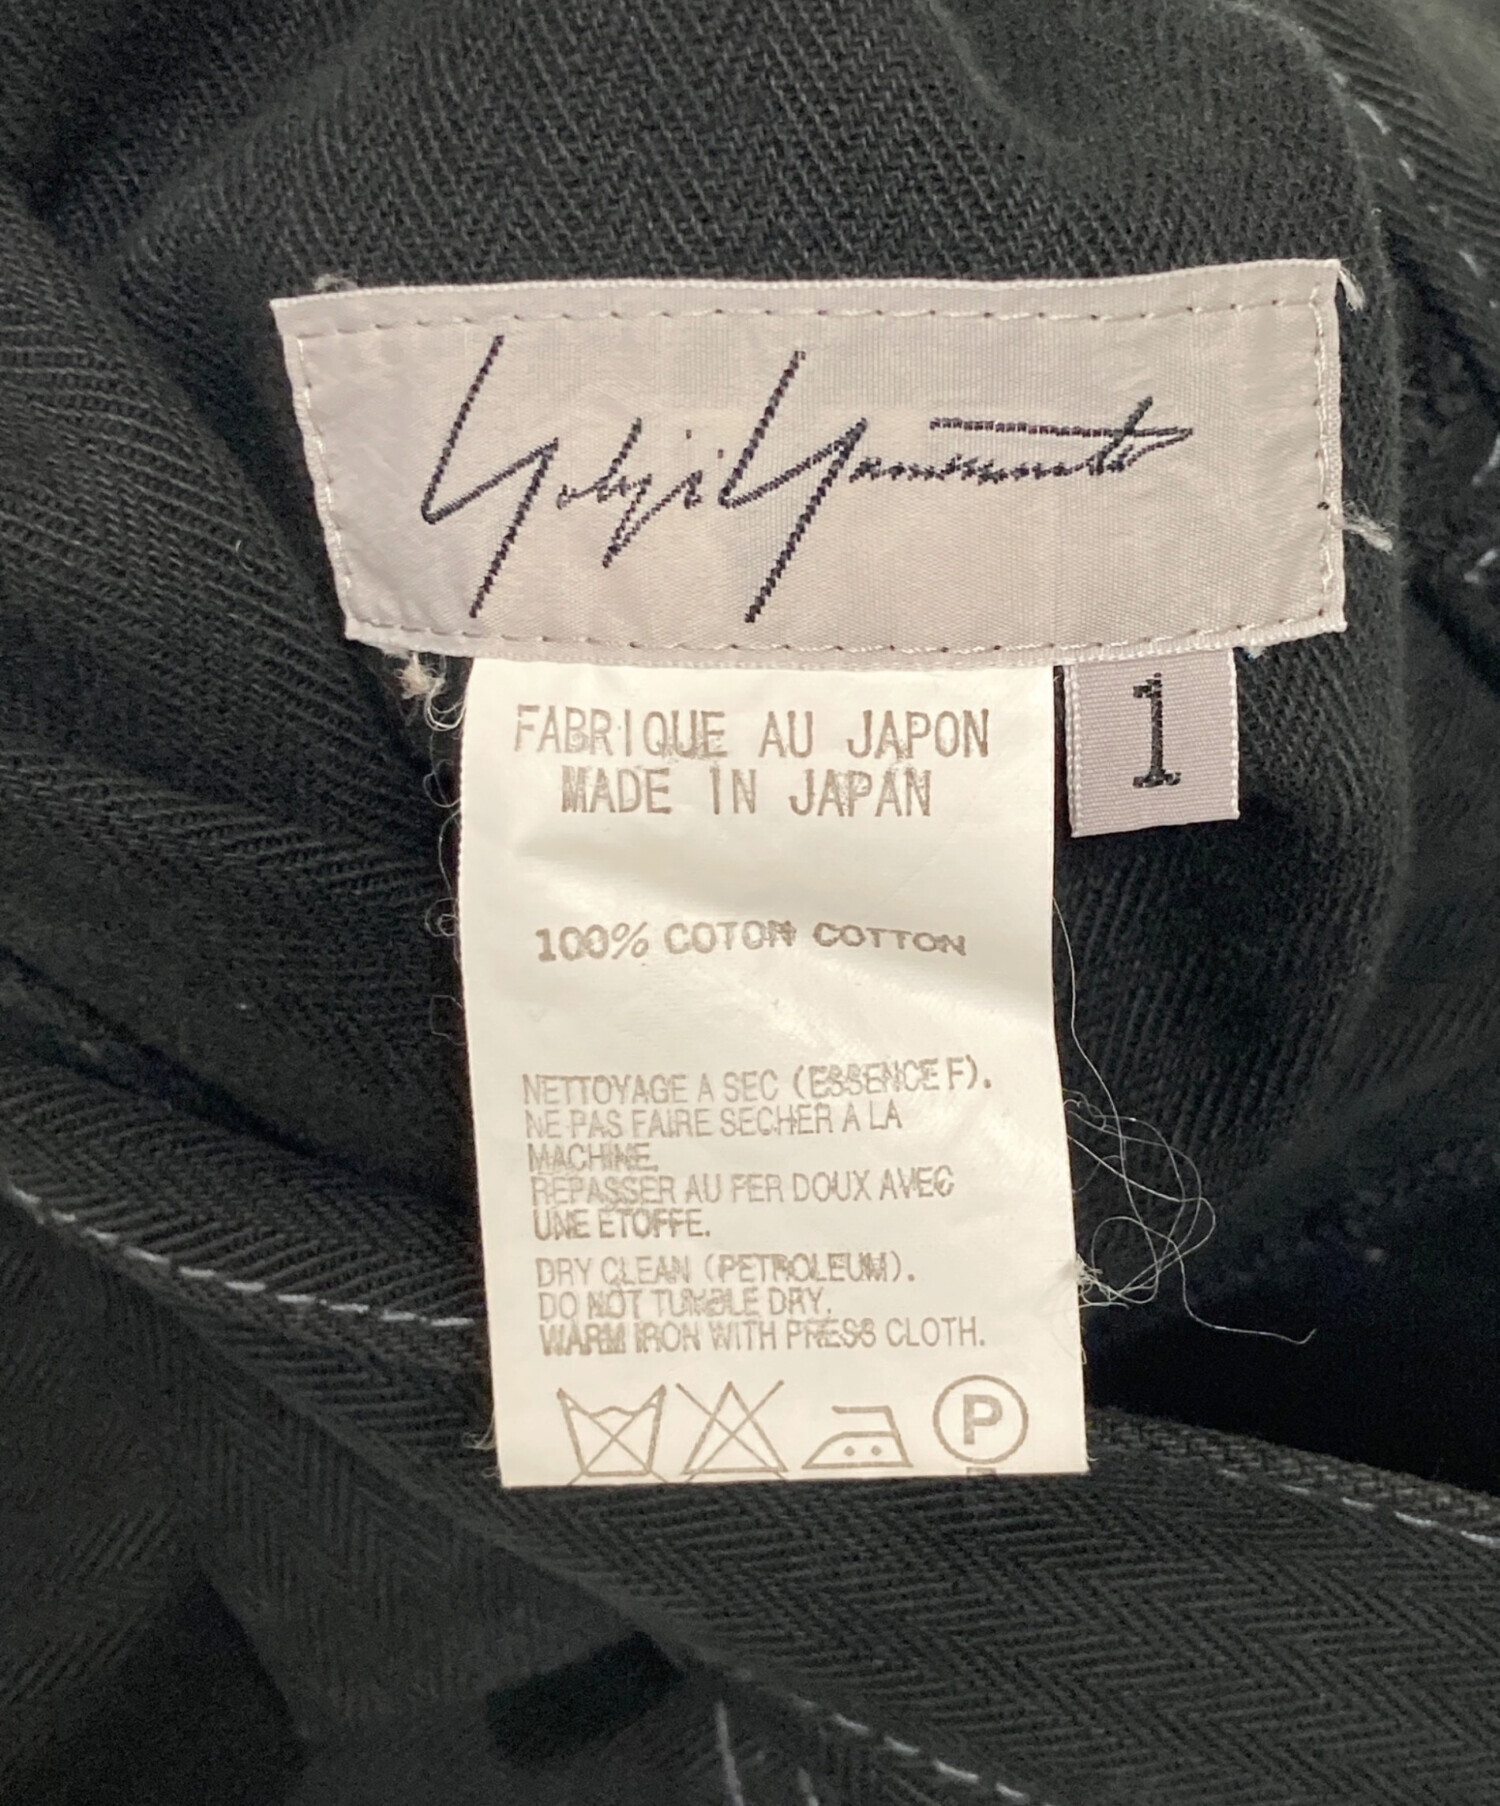 Yohji Yamamoto
1
FABRIQUE AU JAPON
MADE IN JAPAN
100% COTON COTTON
NETTOYAGE A SEC (ESSENCE F).
NE PAS FAIRE SECHER A LA
MACHINE.
REPASSER AU FER DOUX AVEC
UNE ETOFFE.
DRY CLEAN (PETROLEUM).
DO NOT TUMBLE DRY.
WARM IRON WITH PRESS CLOTH.
P